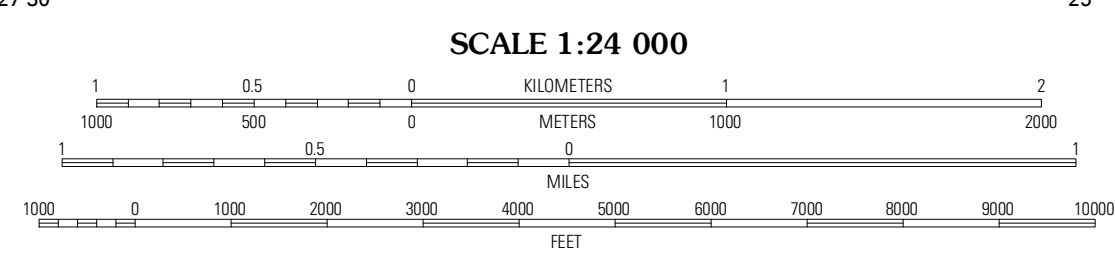 27'30"
25'
SCALE 1:24 000
1 0.5 0 KILOMETERS 1 2
1000 500 0 METERS 1000 2000
1 0.5 0 1
MILES
1000 0 1000 2000 3000 4000 5000 6000 7000 8000 9000 10000
FEET